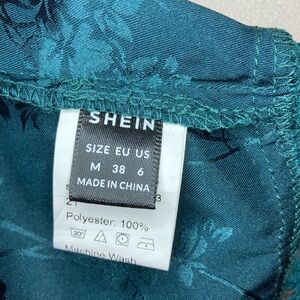 SHEIN
SIZE EU US
M 38 6
MADE IN CHINA
Polyester: 100%
30°
Machine Wash